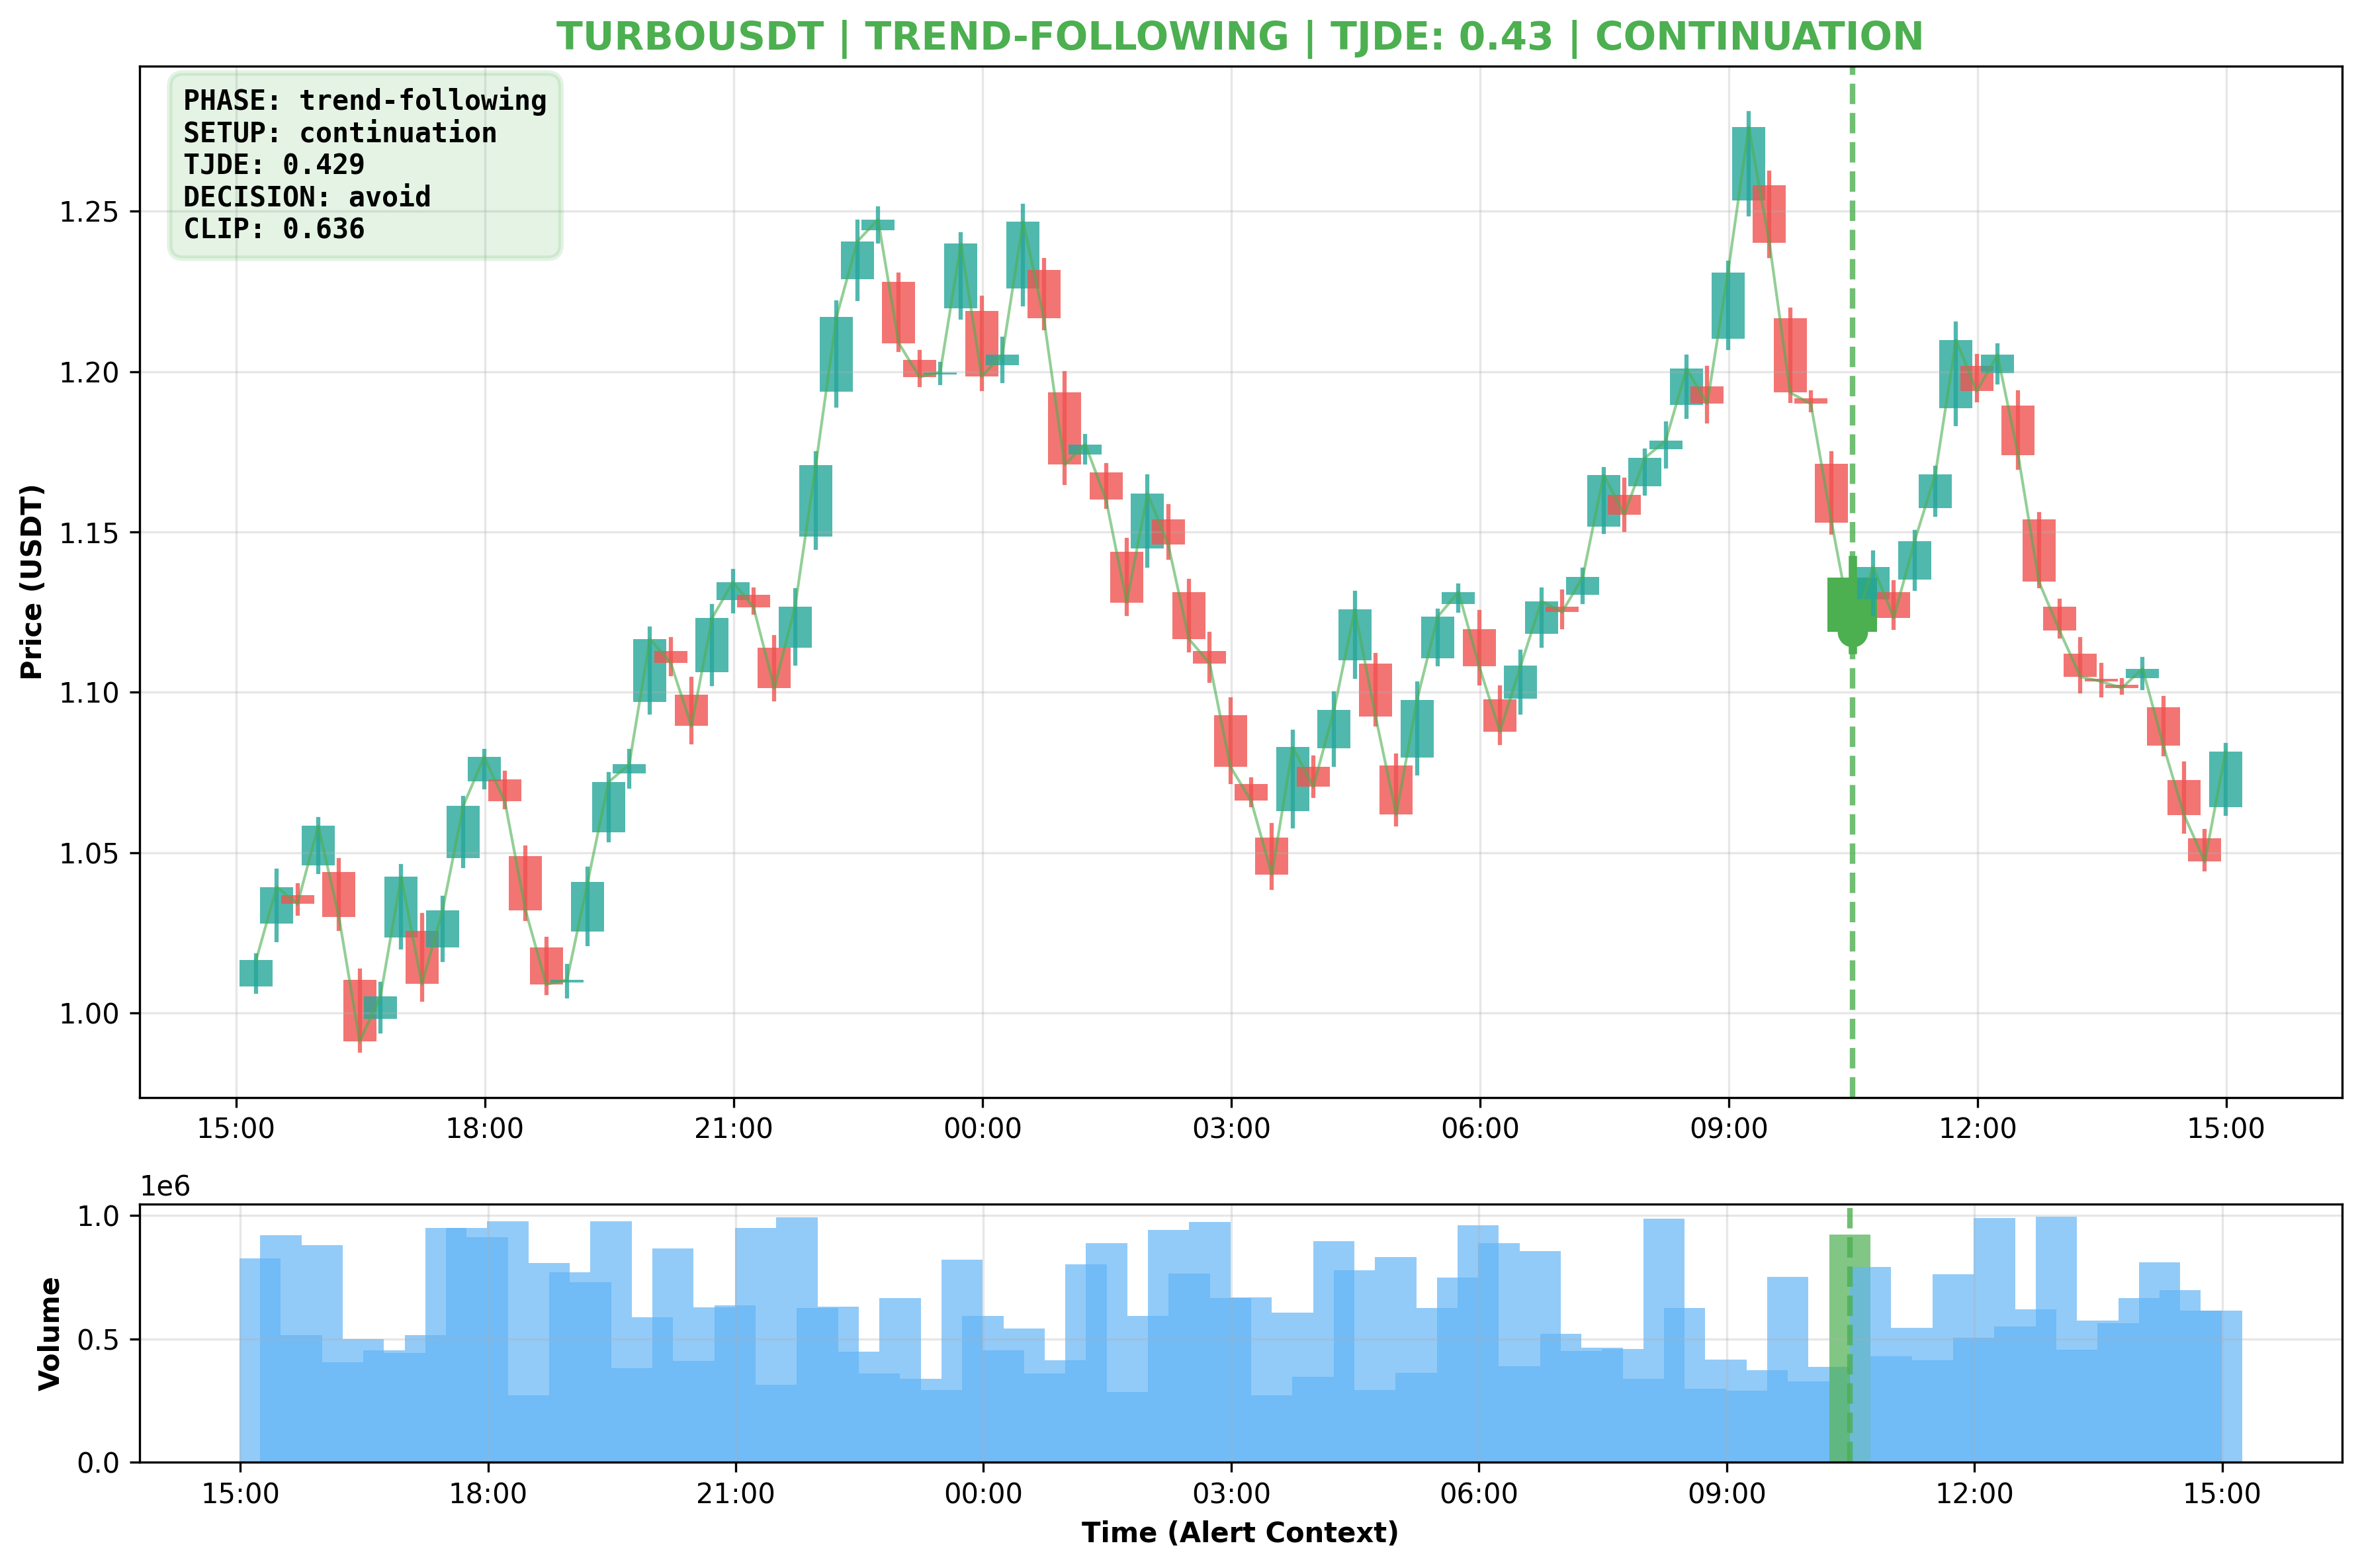 TURBOUSDT | TREND-FOLLOWING | TJDE: 0.43 | CONTINUATION
PHASE: trend-following
SETUP: continuation
TJDE: 0.429
DECISION: avoid
CLIP: 0.636
Price (USDT)
1.25
1.20
1.15
1.10
1.05
1.00
15:00 18:00 21:00 00:00 03:00 06:00 09:00 12:00 15:00
1e6
Volume
1.0
0.5
0.0
15:00 18:00 21:00 00:00 03:00 06:00 09:00 12:00 15:00
Time (Alert Context)